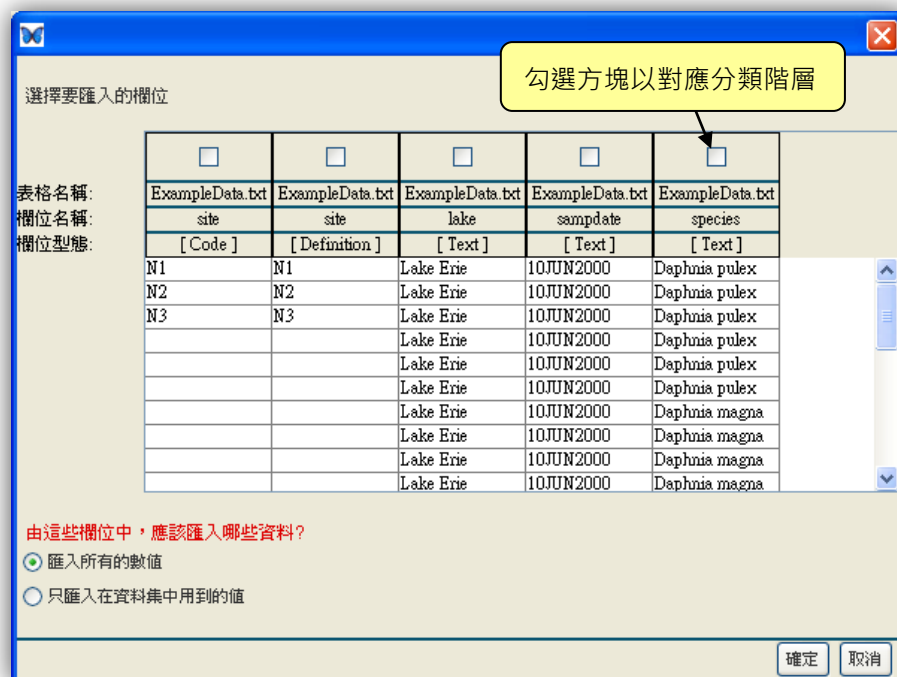 勾選方塊以對應分類階層
選擇要匯入的欄位
表格名稱: ExampleData.txt ExampleData.txt ExampleData.txt ExampleData.txt ExampleData.txt
欄位名稱: site site lake sampdate species
欄位型態: [ Code ] [ Definition ] [ Text ] [ Text ] [ Text ]
N1 N1 Lake Erie 10JUN2000 Daphnia pulex
N2 N2 Lake Erie 10JUN2000 Daphnia pulex
N3 N3 Lake Erie 10JUN2000 Daphnia pulex
Lake Erie 10JUN2000 Daphnia pulex
Lake Erie 10JUN2000 Daphnia pulex
Lake Erie 10JUN2000 Daphnia pulex
Lake Erie 10JUN2000 Daphnia magna
Lake Erie 10JUN2000 Daphnia magna
Lake Erie 10JUN2000 Daphnia magna
Lake Erie 10JUN2000 Daphnia magna
由這些欄位中，應該匯入哪些資料?
匯入所有的數值
只匯入在資料集中用到的值
確定 取消